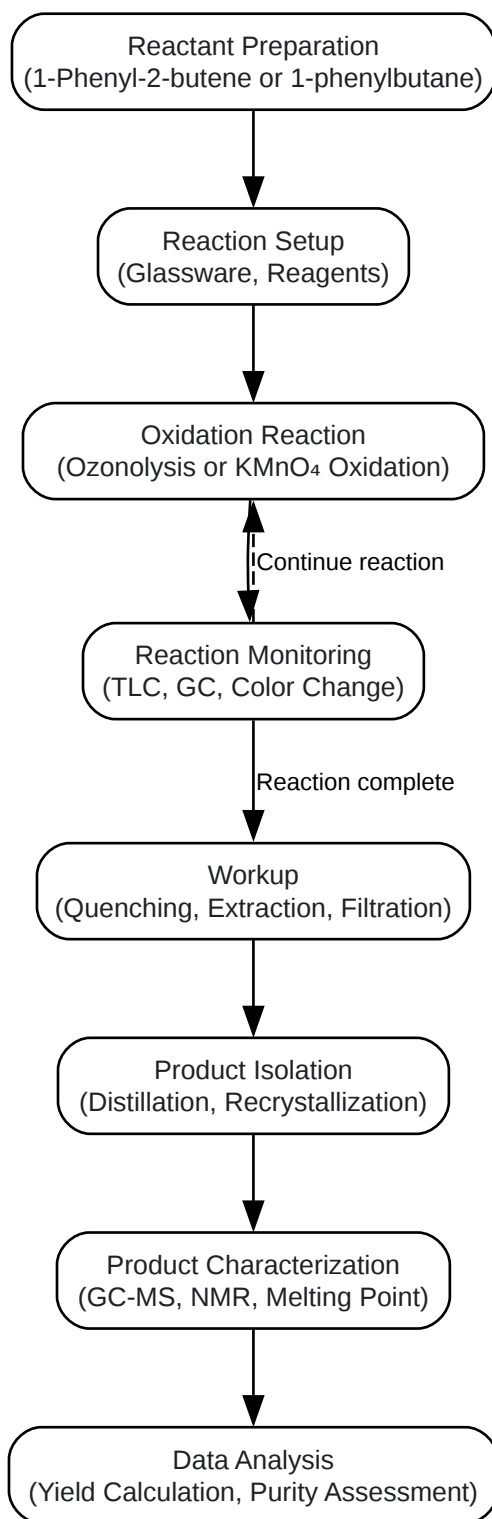 Reactant Preparation
(1-Phenyl-2-butene or 1-phenylbutane)
Reaction Setup
(Glassware, Reagents)
Oxidation Reaction
(Ozonolysis or KMnO₄ Oxidation)
Continue reaction
Reaction Monitoring
(TLC, GC, Color Change)
Reaction complete
Workup
(Quenching, Extraction, Filtration)
Product Isolation
(Distillation, Recrystallization)
Product Characterization
(GC-MS, NMR, Melting Point)
Data Analysis
(Yield Calculation, Purity Assessment)